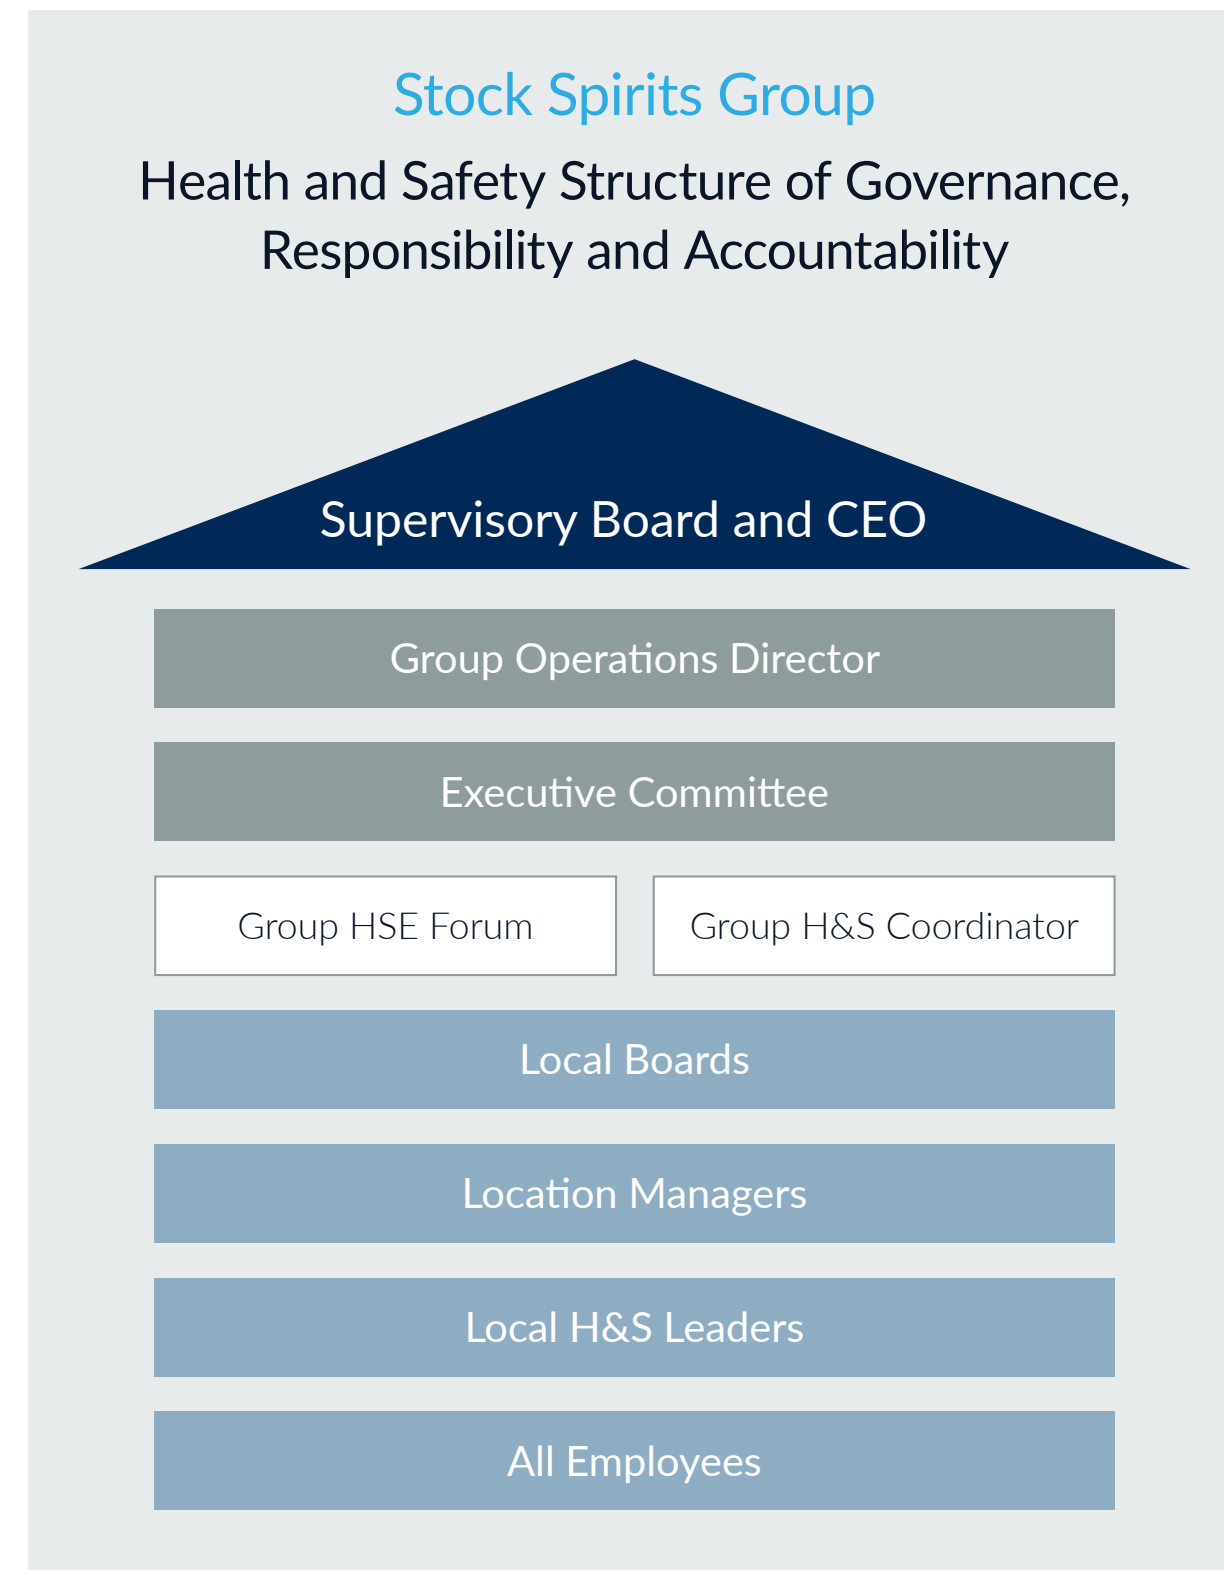 Stock Spirits Group
Health and Safety Structure of Governance,
Responsibility and Accountability
Supervisory Board and CEO
Group Operations Director
Executive Committee
Group HSE Forum
Group H&S Coordinator
Local Boards
Location Managers
Local H&S Leaders
All Employees